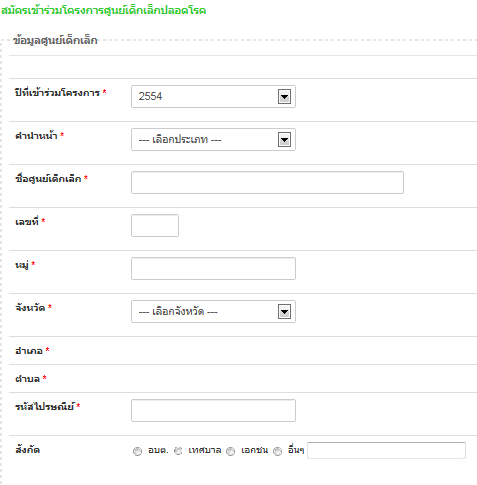 สมัครเข้าร่วมโครงการศูนย์เด็กเล็กปลอดโรค
ข้อมูลศูนย์เด็กเล็ก
ปีที่เข้าร่วมโครงการ * 2554
คำนำหน้า * --- เลือกประเภท ---
ชื่อศูนย์เด็กเล็ก *
เลขที่ *
หมู่ *
จังหวัด * --- เลือกจังหวัด ---
อำเภอ *
ตำบล *
รหัสไปรษณีย์ *
สังกัด อบต. เทศบาล เอกชน อื่นๆ